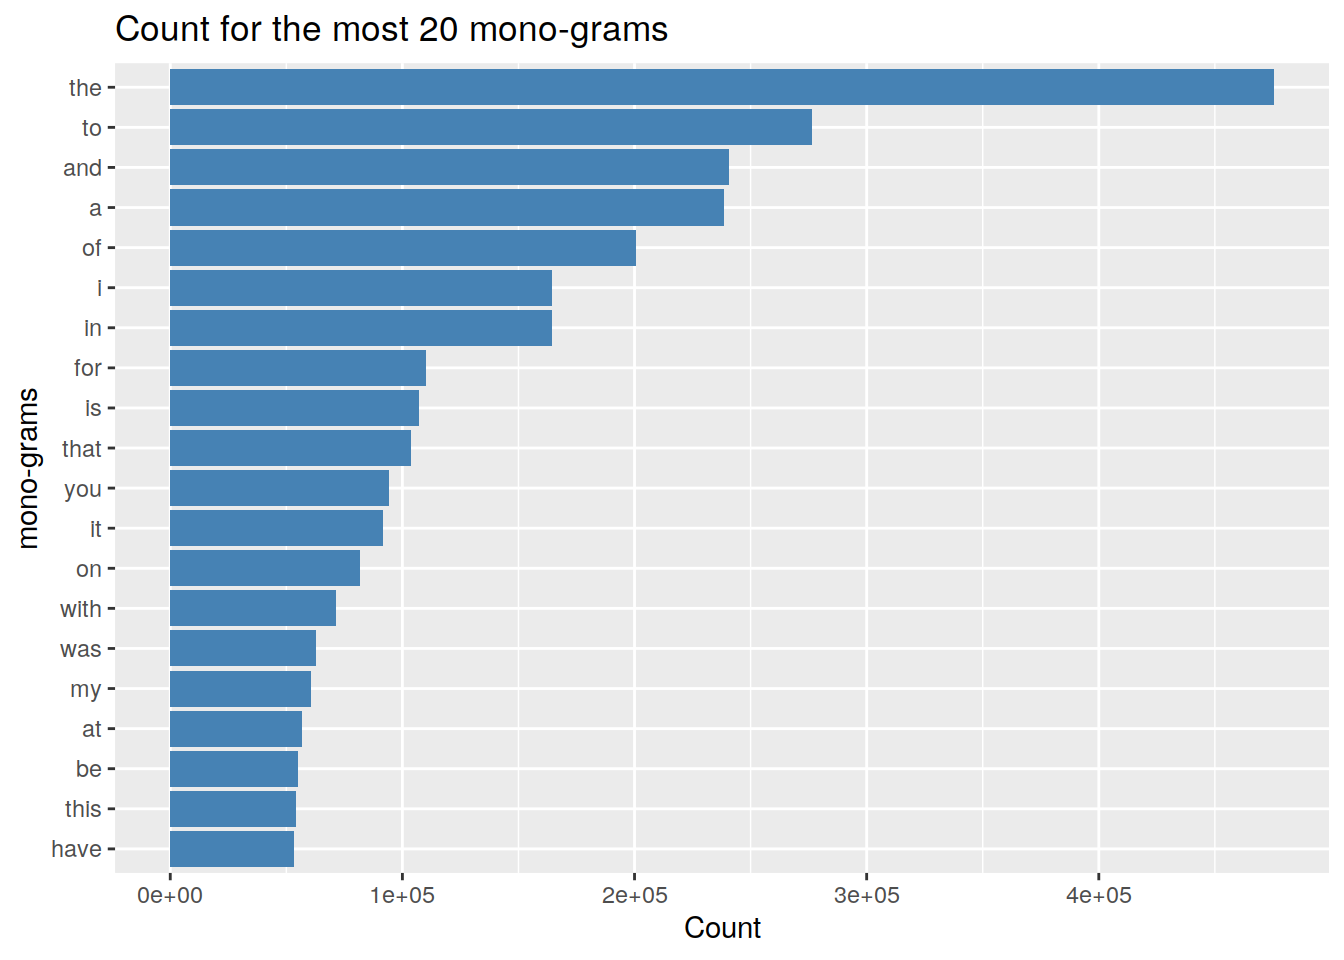 Count for the most 20 mono-grams
the
to
and
a
of
i
in
for
is
that
you
it
on
with
was
my
at
be
this
have
mono-grams
0e+00 1e+05 2e+05 3e+05 4e+05
Count